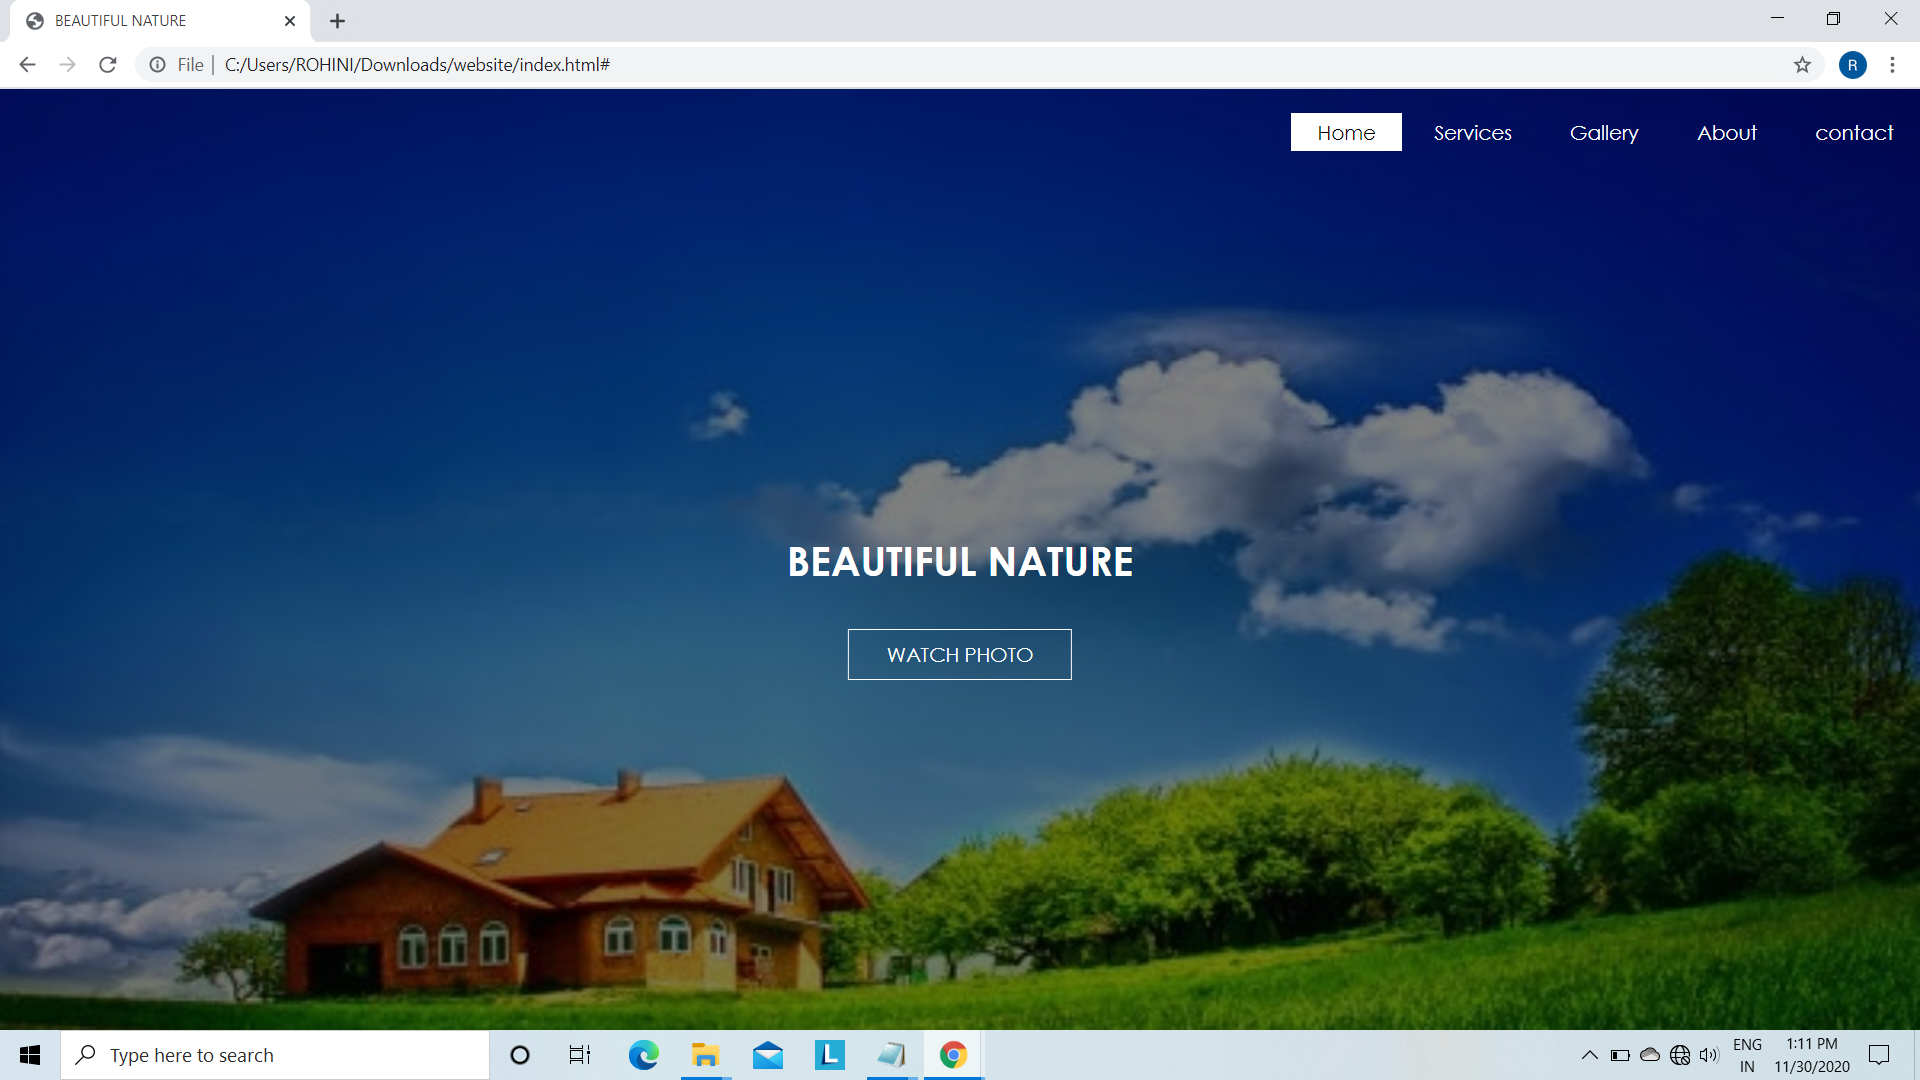 BEAUTIFUL NATURE
File | C:/Users/ROHINI/Downloads/website/index.html#
R
Home Services Gallery About contact
BEAUTIFUL NATURE
WATCH PHOTO
Type here to search
L
ENG
IN
1:11 PM
11/30/2020